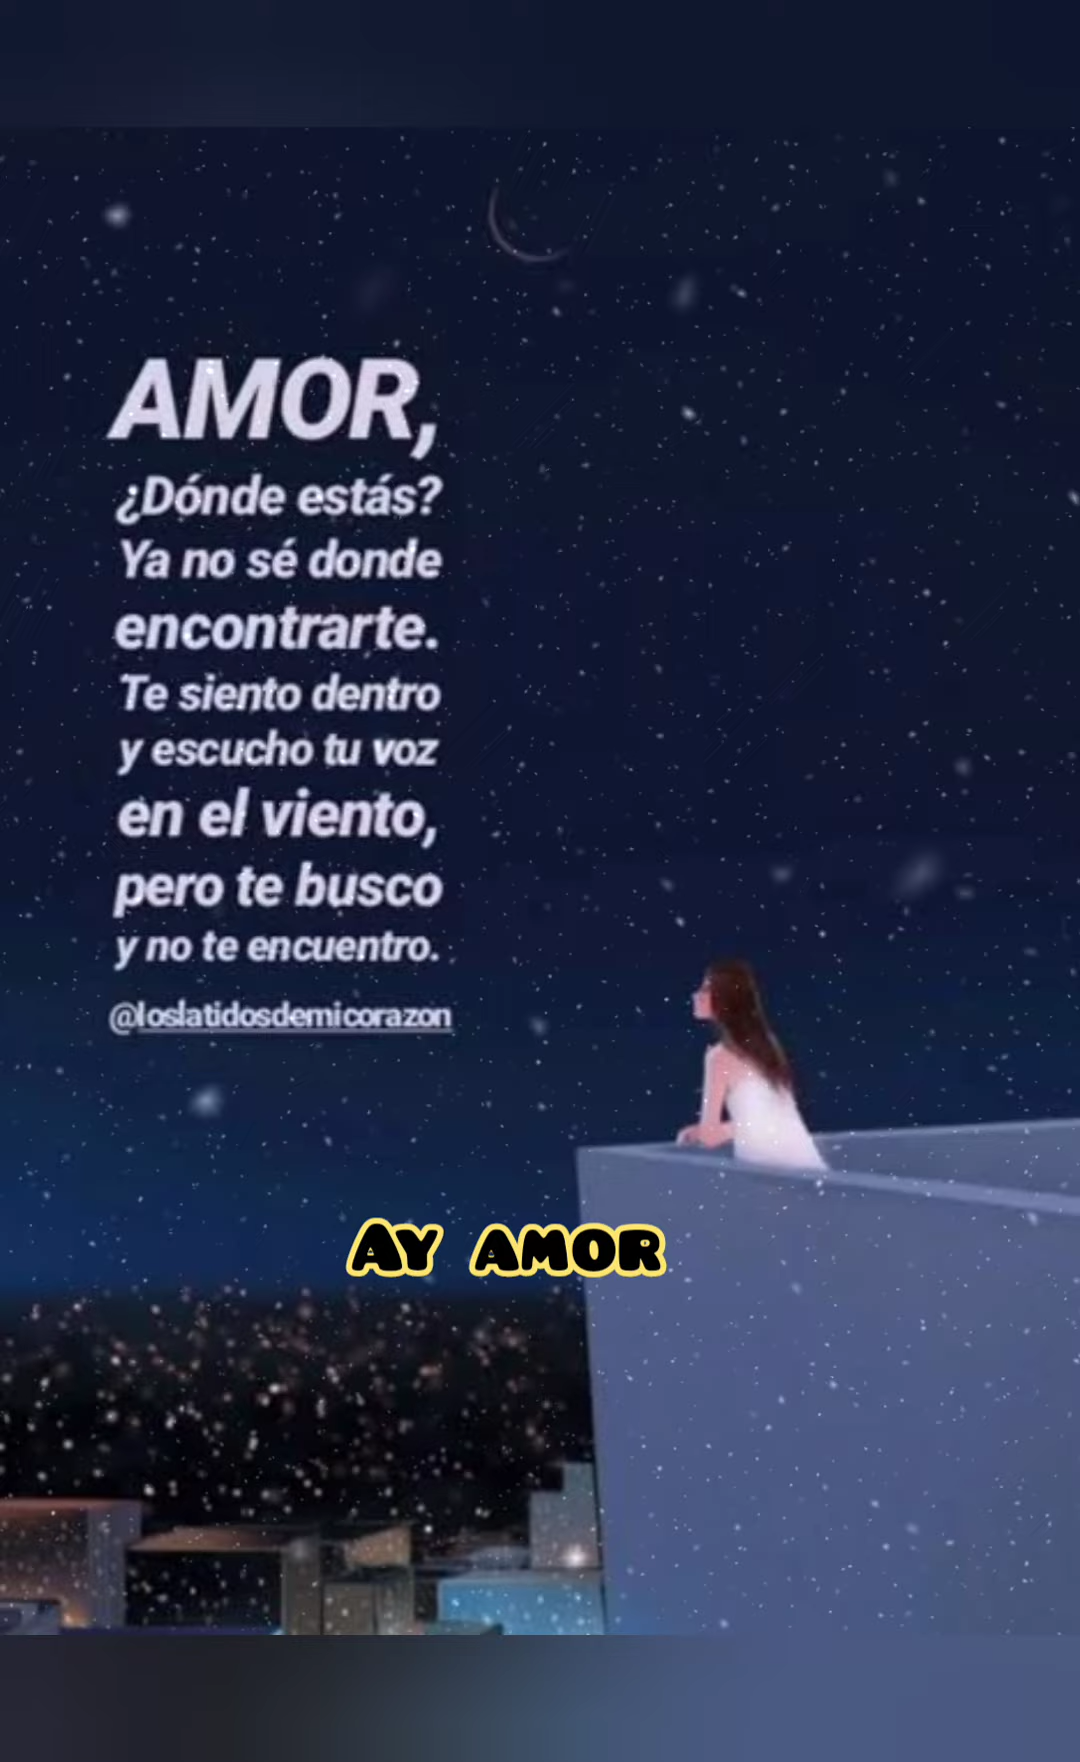 AMOR,
¿Dónde estás?
Ya no sé donde
encontrarte.
Te siento dentro
y escucho tu voz
en el viento,
pero te busco
y no te encuentro.
@loslatidosdemicorazon
AY AMOR